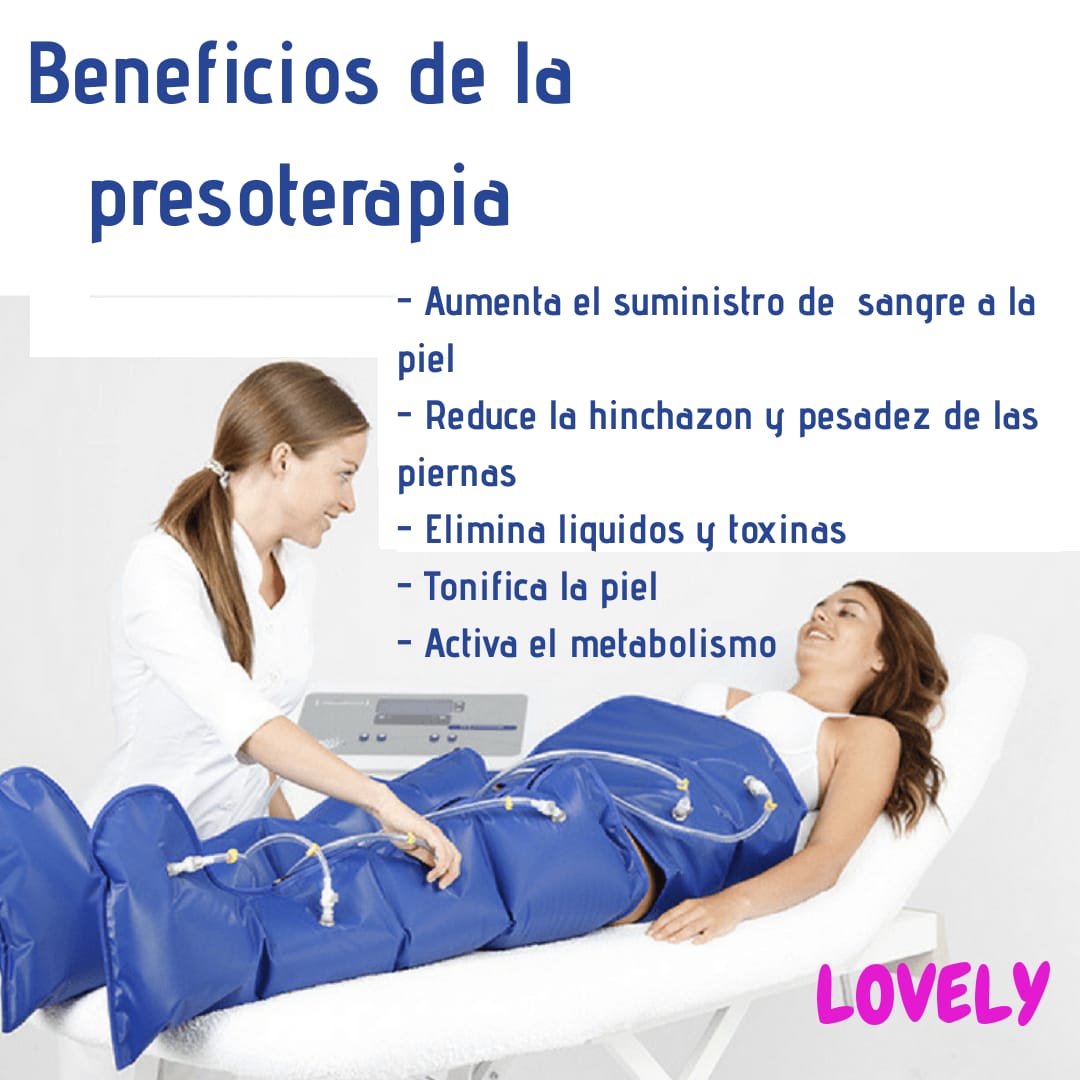 Beneficios de la
presoterapia
- Aumenta el suministro de sangre a la
piel
- Reduce la hinchazon y pesadez de las
piernas
- Elimina liquidos y toxinas
- Tonifica la piel
- Activa el metabolismo
LOVELY